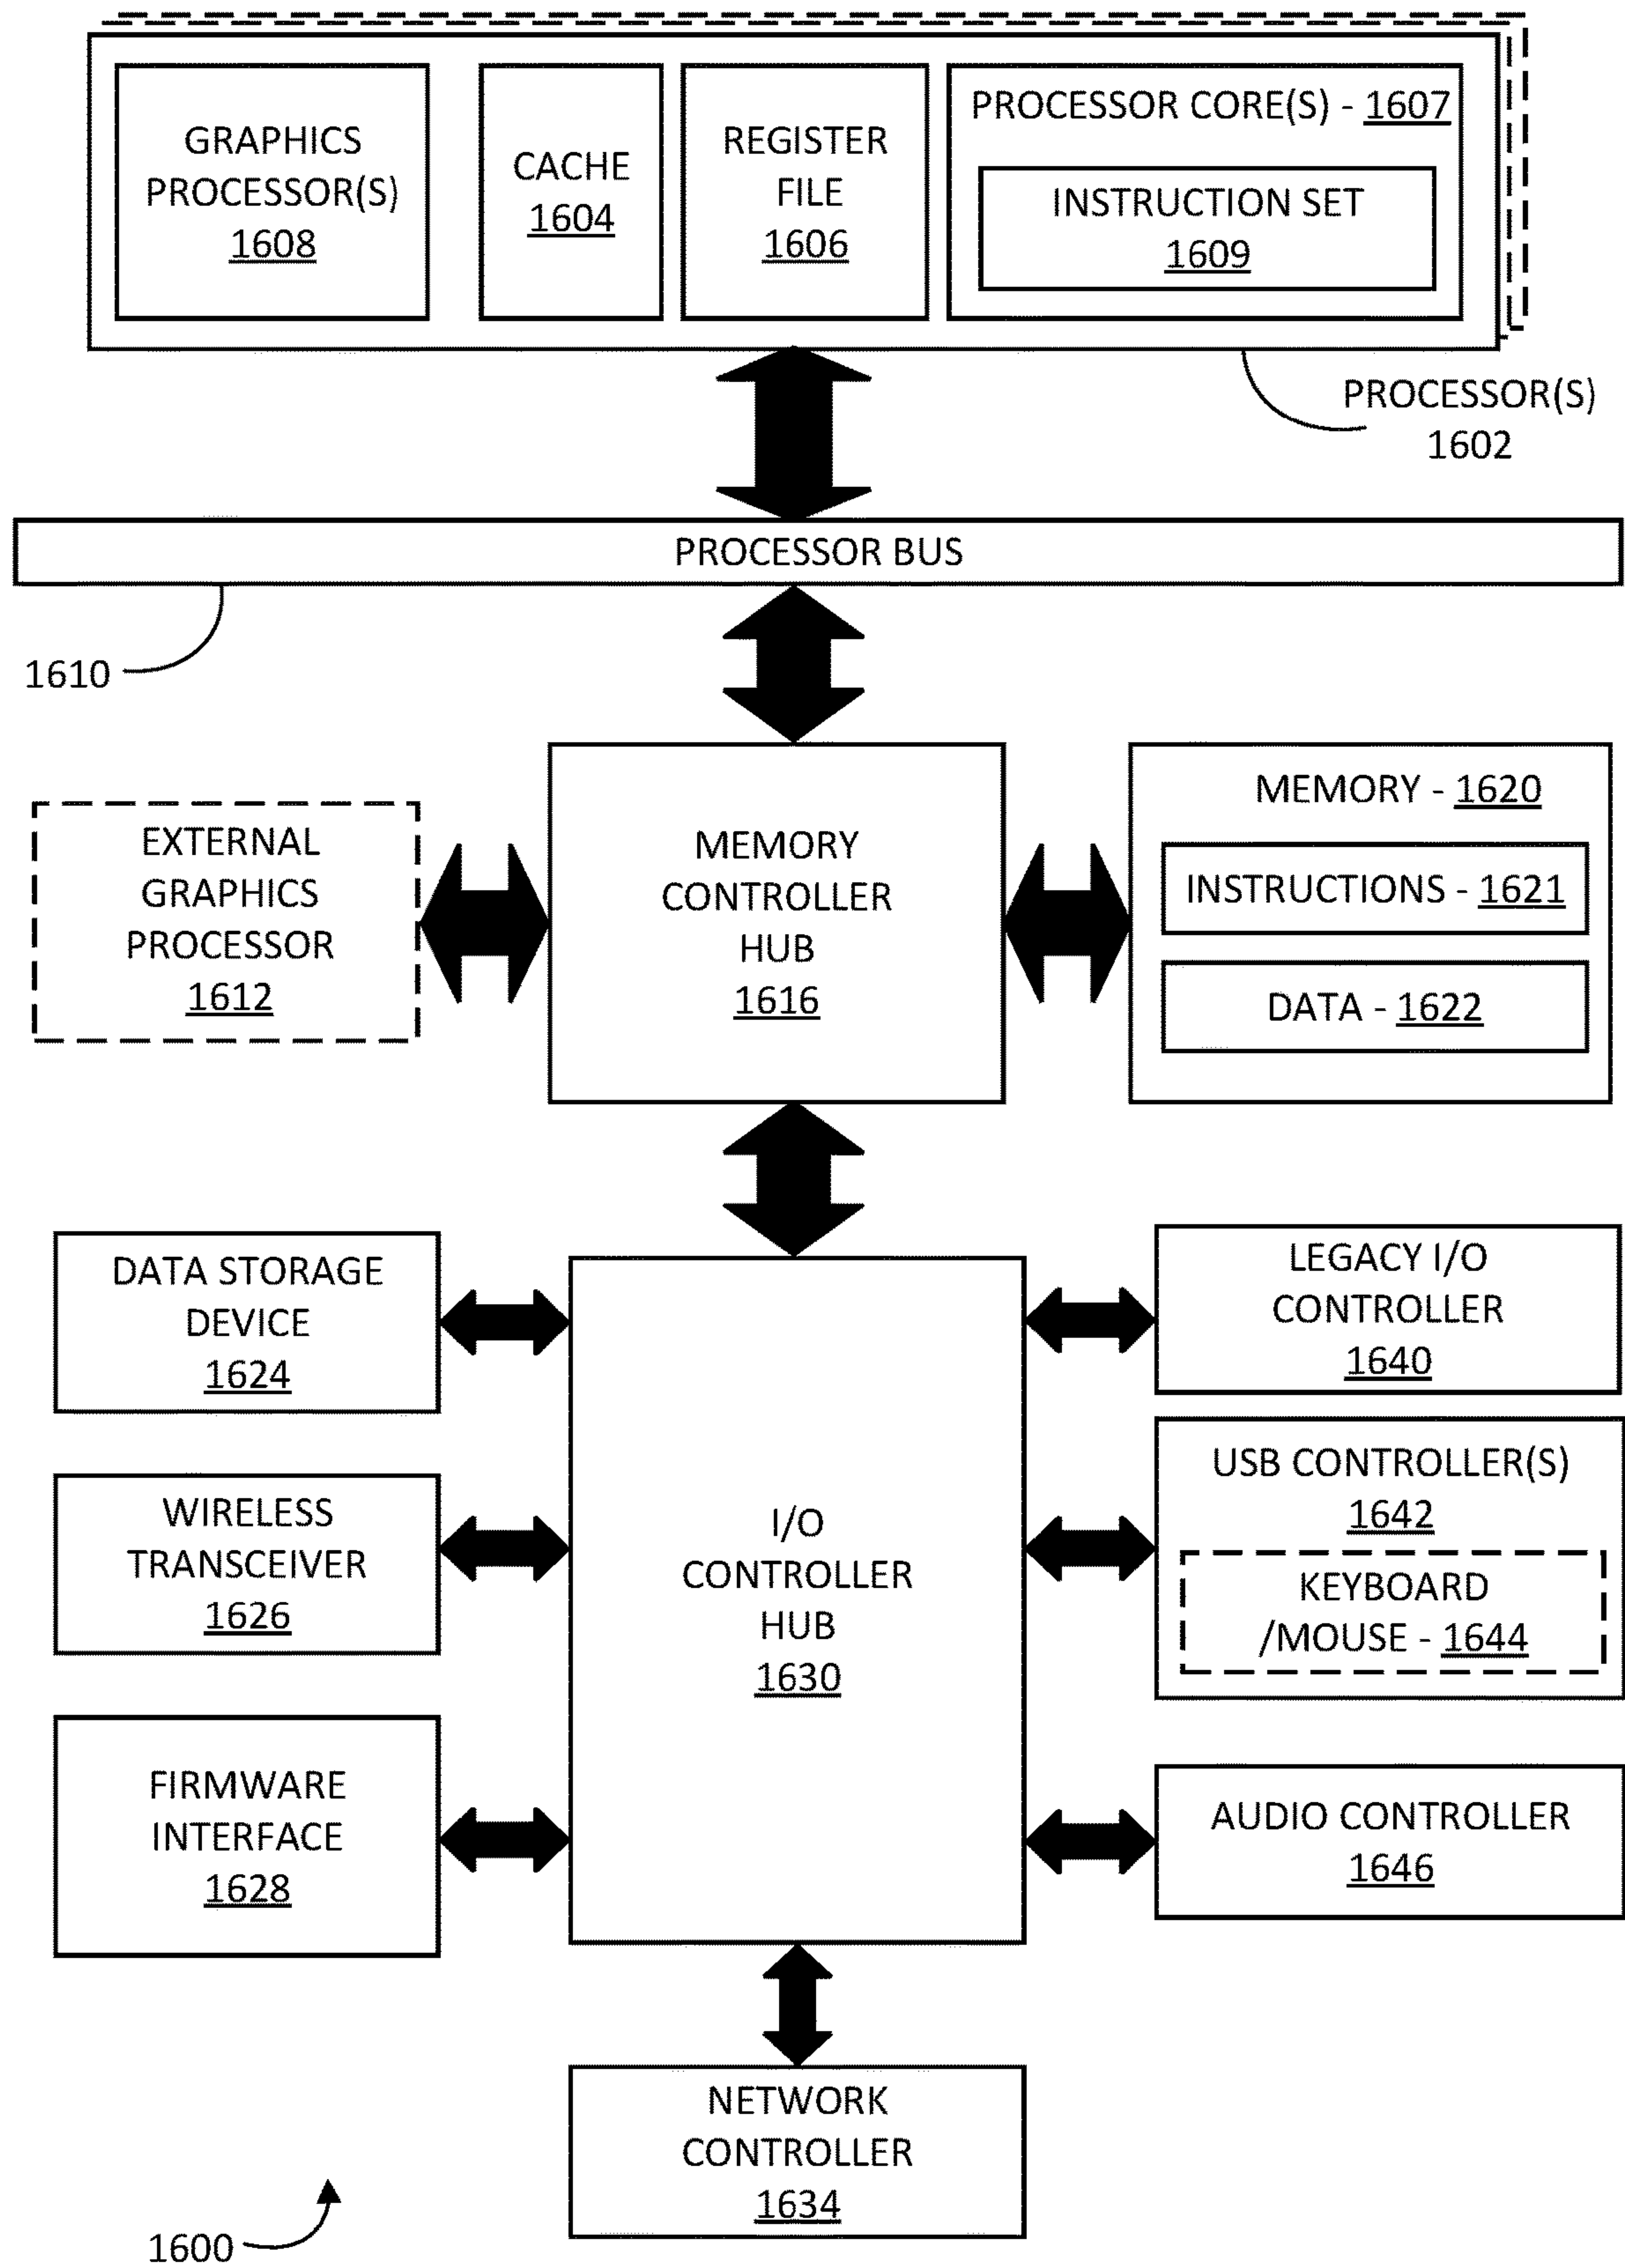 GRAPHICS
PROCESSOR(S)
1608
CACHE
1604
REGISTER
FILE
1606
PROCESSOR CORE(S) - 1607
INSTRUCTION SET
1609
PROCESSOR(S)
1602
PROCESSOR BUS
1610
EXTERNAL
GRAPHICS
PROCESSOR
1612
MEMORY
CONTROLLER
HUB
1616
MEMORY - 1620
INSTRUCTIONS - 1621
DATA - 1622
DATA STORAGE
DEVICE
1624
WIRELESS
TRANSCEIVER
1626
FIRMWARE
INTERFACE
1628
I/O
CONTROLLER
HUB
1630
LEGACY I/O
CONTROLLER
1640
USB CONTROLLER(S)
1642
KEYBOARD
/MOUSE - 1644
AUDIO CONTROLLER
1646
NETWORK
CONTROLLER
1634
1600